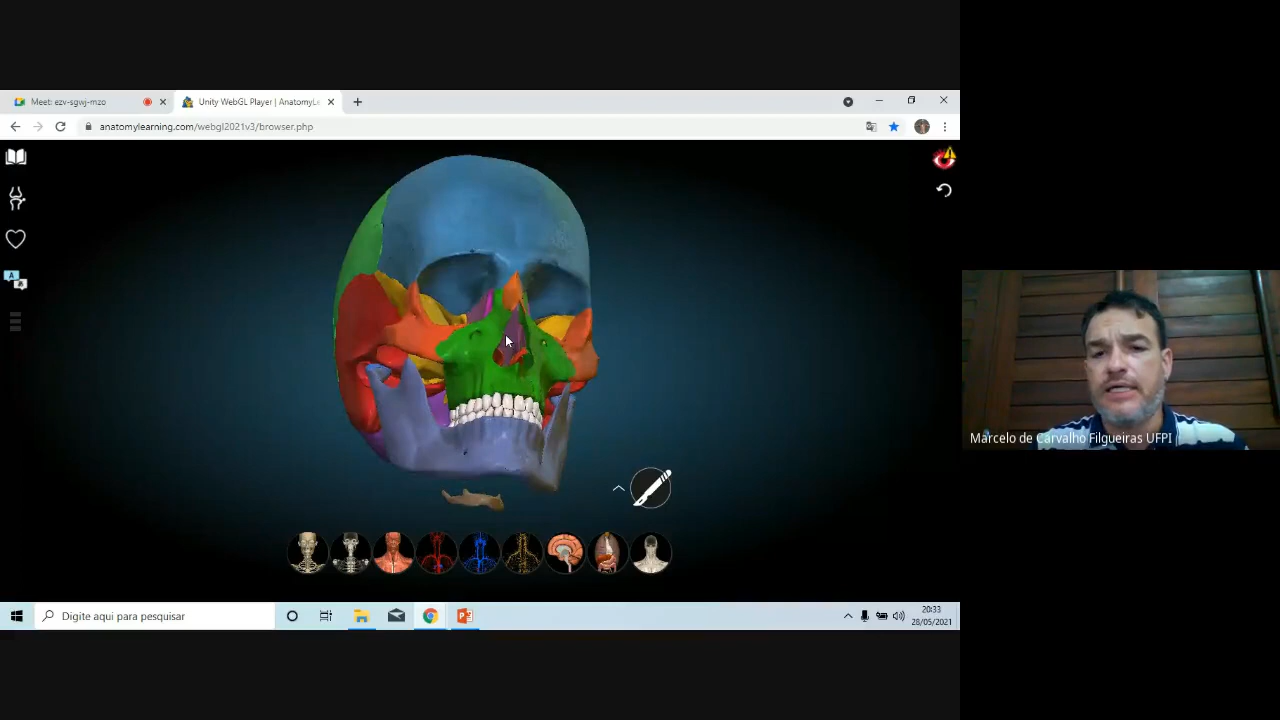 Meet: ezv-sgwj-mzo
Unity WebGL Player | AnatomyLe
anatomylearning.com/webgl2021v3/browser.php
A
Marcelo de Carvalho Filgueiras UFPI
Digite aqui para pesquisar
20:33
28/05/2021